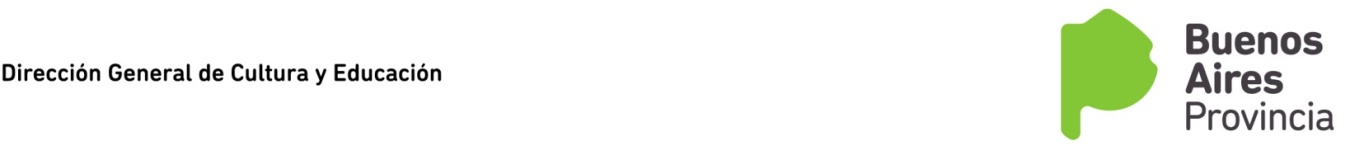 Dirección General de Cultura y Educación
Buenos
Aires
Provincia